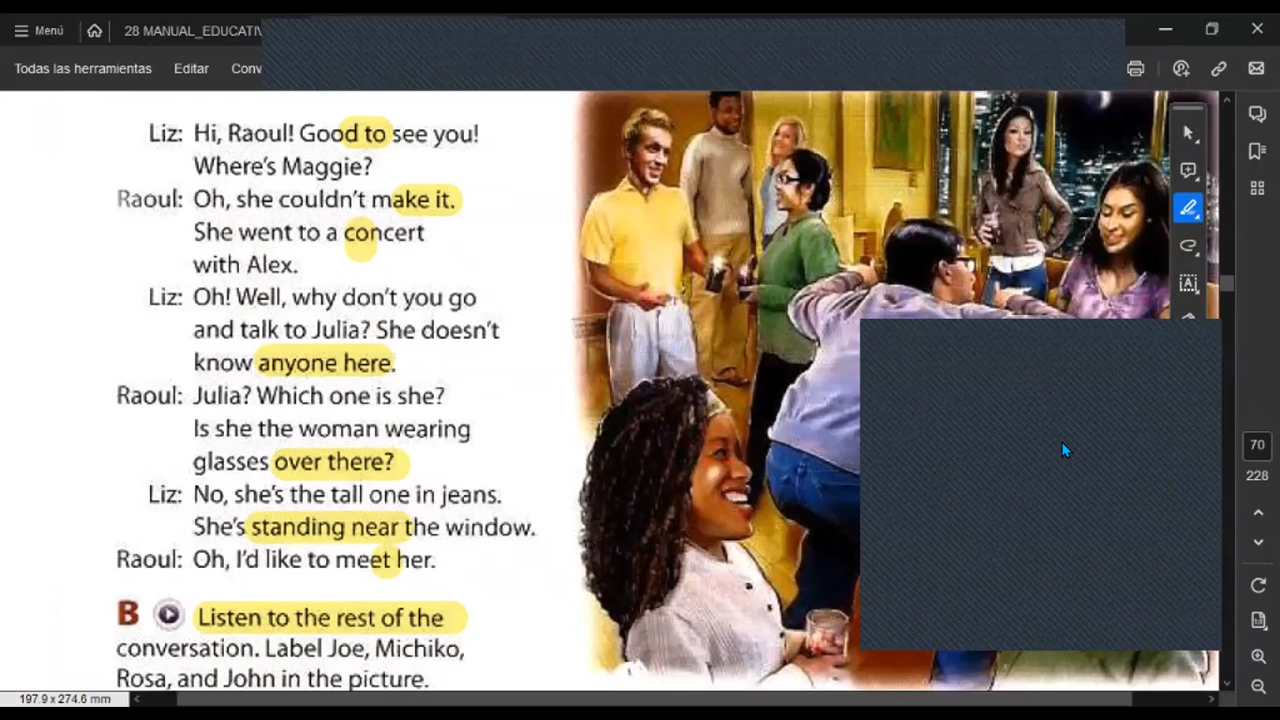 Menú
28 MANUAL_EDUCATIV
Todas las herramientas Editar Conv
Liz: Hi, Raoul! Good to see you!
Where's Maggie?
Raoul: Oh, she couldn't make it.
She went to a concert
with Alex.
Liz: Oh! Well, why don't you go
and talk to Julia? She doesn't
know anyone here.
Raoul: Julia? Which one is she?
Is she the woman wearing
glasses over there?
Liz: No, she's the tall one in jeans.
She's standing near the window.
Raoul: Oh, I'd like to meet her.
B Listen to the rest of the
conversation. Label Joe, Michiko,
Rosa, and John in the picture.
70
228
197.9 x 274.6 mm